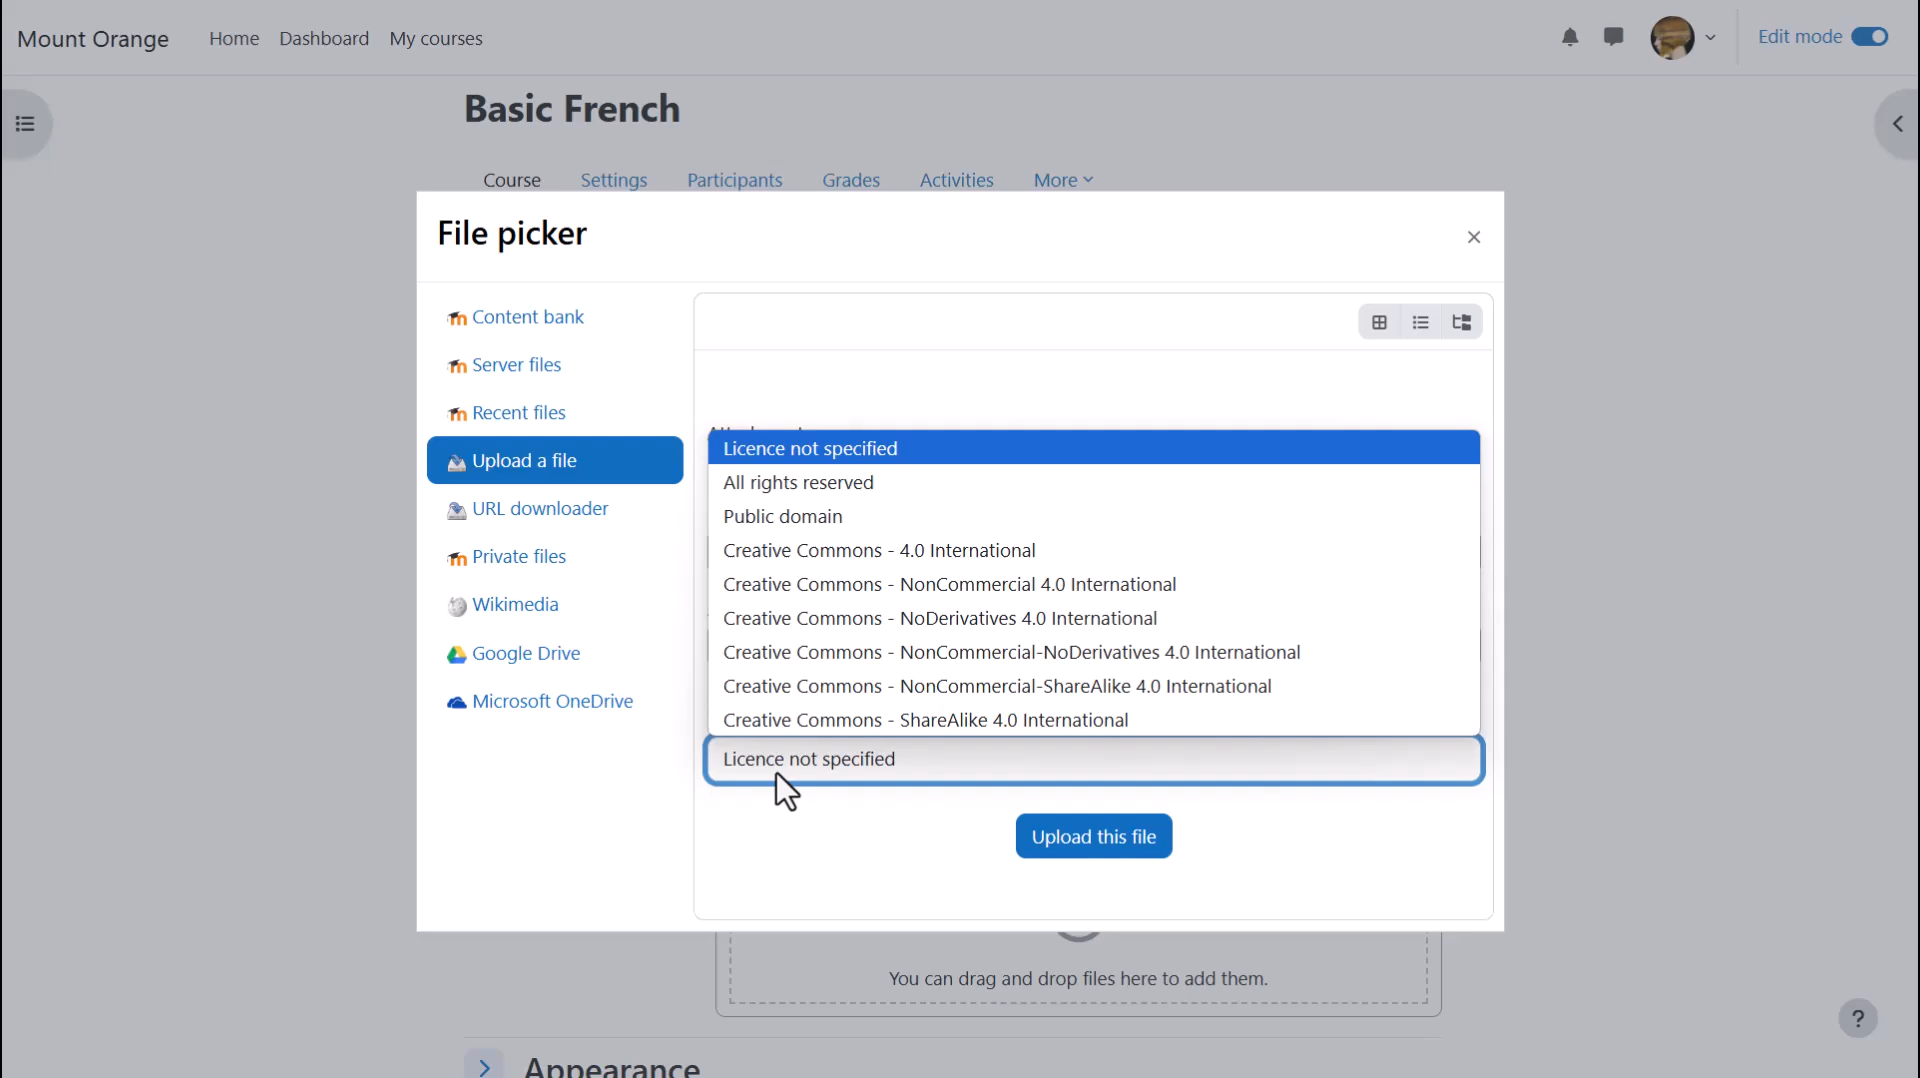 Mount Orange
Home
Dashboard
My courses
Edit mode
Basic French
Course
Settings
Participants
Grades
Activities
More
File picker
Content bank
Server files
Recent files
Upload a file
URL downloader
Private files
Wikimedia
Google Drive
Microsoft OneDrive
Licence not specified
All rights reserved
Public domain
Creative Commons - 4.0 International
Creative Commons - NonCommercial 4.0 International
Creative Commons - NoDerivatives 4.0 International
Creative Commons - NonCommercial-NoDerivatives 4.0 International
Creative Commons - NonCommercial-ShareAlike 4.0 International
Creative Commons - ShareAlike 4.0 International
Licence not specified
Upload this file
You can drag and drop files here to add them.
?
Appearance